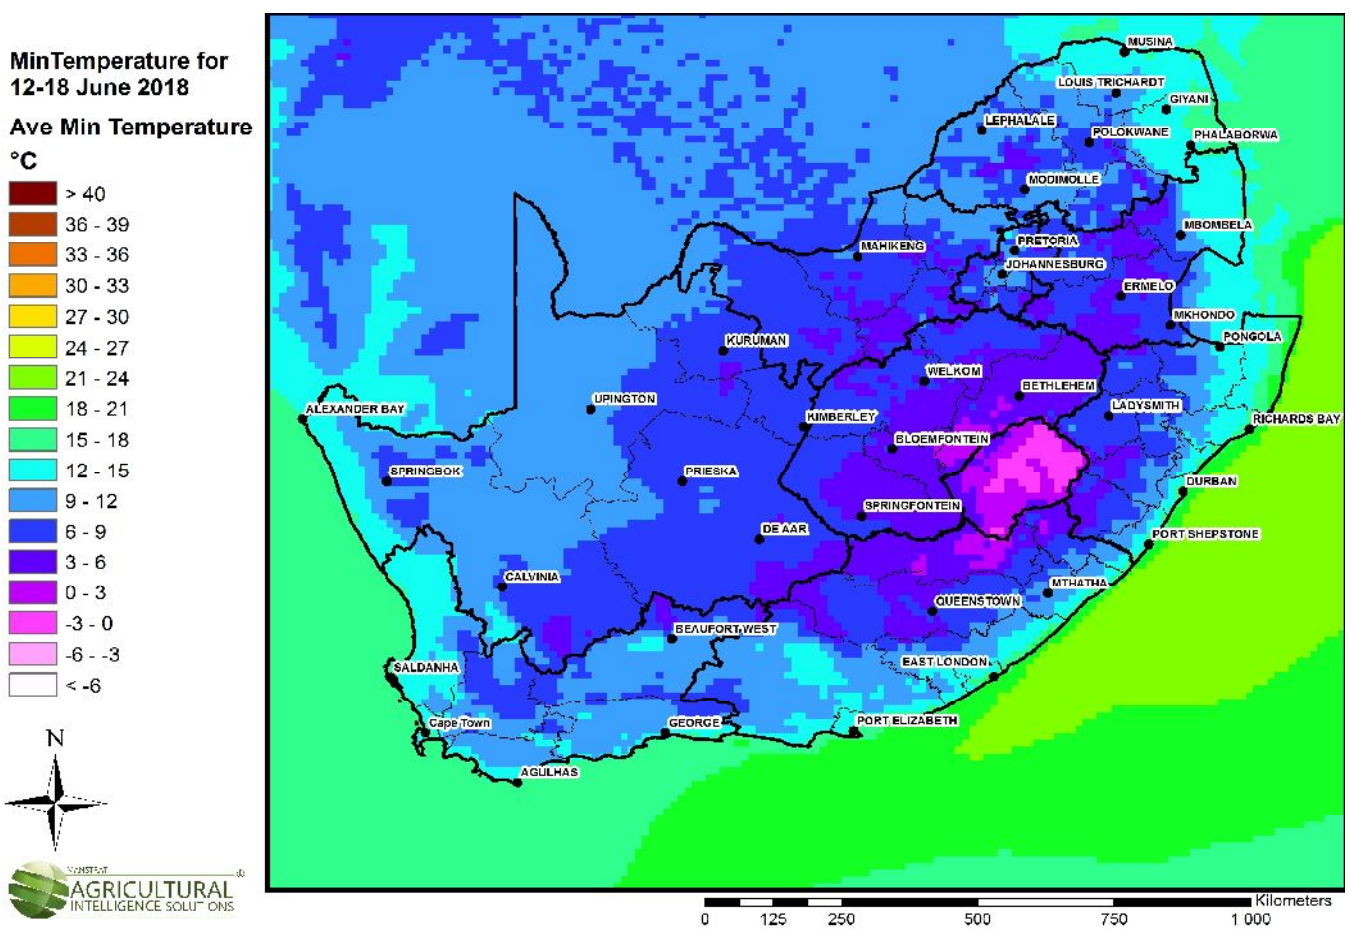 MinTemperature for
12-18 June 2018
Ave Min Temperature
°C
> 40
36 - 39
33 - 36
30 - 33
27 - 30
24 - 27
21 - 24
18 - 21
15 - 18
12 - 15
9 - 12
6 - 9
3 - 6
0 - 3
-3 - 0
-6 - -3
< -6
N
MANSTRAT
AGRICULTURAL
INTELLIGENCE SOLUTIONS
®
MUSINA
LOUIS TRICHARDT
GIYANI
LEPHALALE
POLOKWANE
PHALABORWA
MODIMOLLE
MBOMBELA
PRETORIA
MAHIKENG
JOHANNESBURG
ERMELO
MKHONDO
PONGOLA
KURUMAN
WELKOM
BETHLEHEM
UPINGTON
ALEXANDER BAY
KIMBERLEY
LADYSMITH
RICHARDS BAY
BLOEMFONTEIN
SPRINGBOK
PRIESKA
DURBAN
SPRINGFONTEIN
DE AAR
PORT SHEPSTONE
CALVINIA
MTHATHA
QUEENSTOWN
BEAUFORT WEST
EAST LONDON
SALDANHA
Cape Town
GEORGE
PORT ELIZABETH
AGULHAS
Kilometers
0 125 250 500 750 1 000